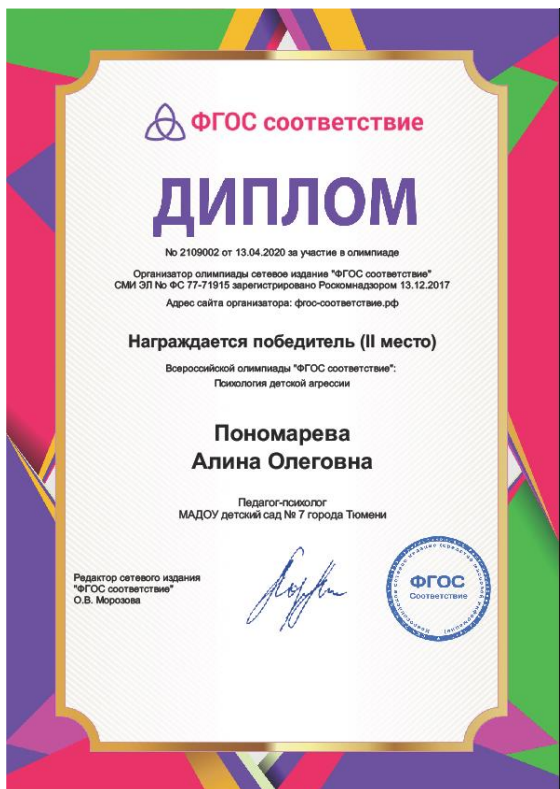 ФГОС соответствие
ДИПЛОМ
No 2109002 от 13.04.2020 за участие в олимпиаде
Организатор олимпиады сетевое издание "ФГОС соответствие"
СМИ ЭЛ No ФС 77-71915 зарегистрировано Роскомнадзором 13.12.2017
Адрес сайта организатора: фгос-соответствие.рф
Награждается победитель (II место)
Всероссийской олимпиады "ФГОС соответствие":
Психология детской агрессии
Пономарева
Алина Олеговна
Педагог-психолог
МАДОУ детский сад № 7 города Тюмени
Редактор сетевого издания
"ФГОС соответствие"
О.В. Морозова
ФГОС
Соответствие